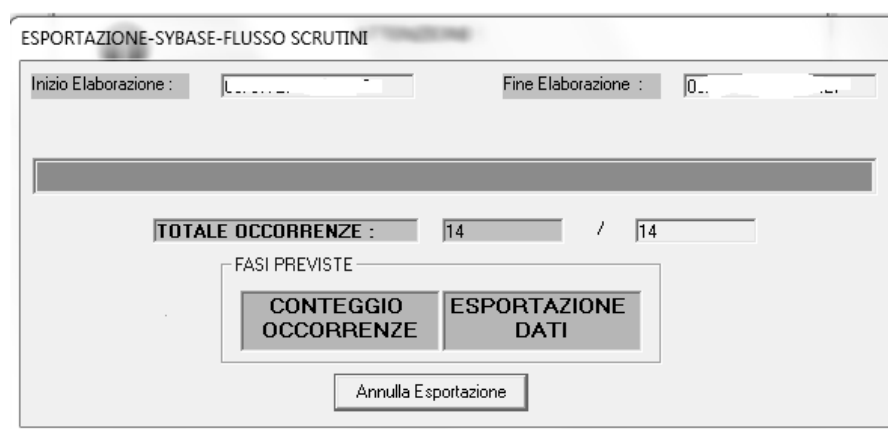 ESPORTAZIONE-SYBASE-FLUSSO SCRUTINI
Inizio Elaborazione :
Fine Elaborazione :
TOTALE OCCORRENZE : 14 / 14
FASI PREVISTE
CONTEGGIO OCCORRENZE
ESPORTAZIONE DATI
Annulla Esportazione